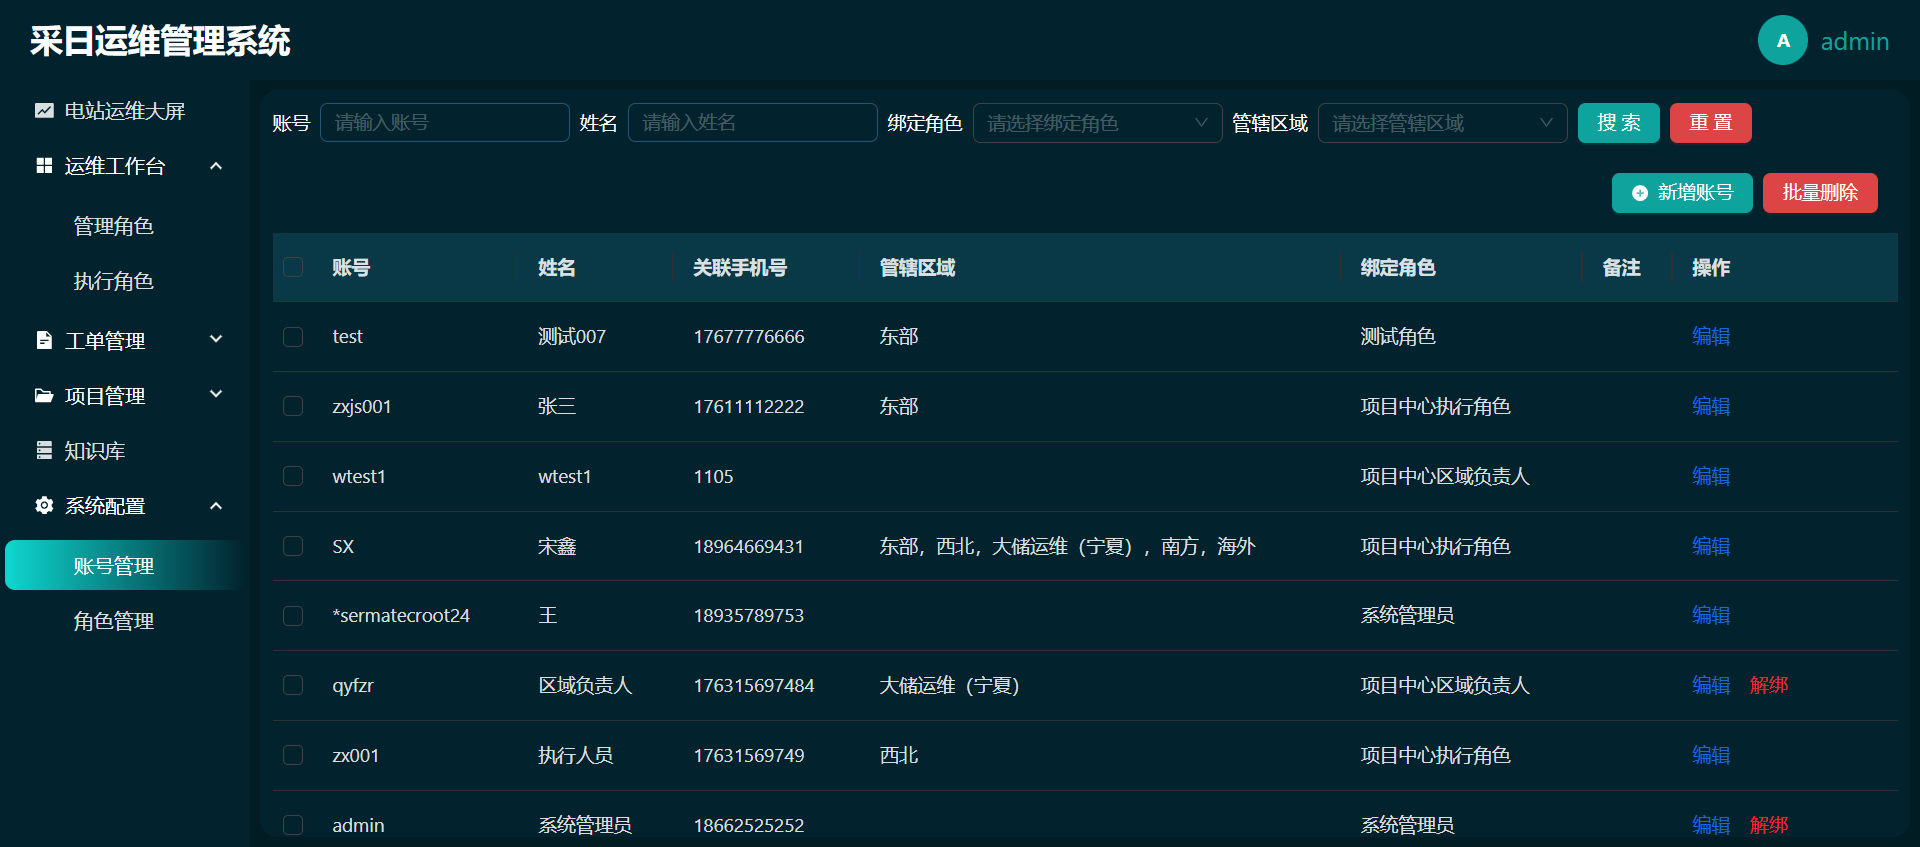 采日运维管理系统
A admin
电站运维大屏
运维工作台
管理角色
执行角色
工单管理
项目管理
知识库
系统配置
账号管理
角色管理
账号 请输入账号 姓名 请输入姓名 绑定角色 请选择绑定角色 管辖区域 请选择管辖区域 搜 索 重 置
新增账号 批量删除
账号 姓名 关联手机号 管辖区域 绑定角色 备注 操作
test 测试007 17677776666 东部 测试角色 编辑
zxjs001 张三 17611112222 东部 项目中心执行角色 编辑
wtest1 wtest1 1105 项目中心区域负责人 编辑
SX 宋鑫 18964669431 东部，西北，大储运维（宁夏），南方，海外 项目中心执行角色 编辑
*sermatecroot24 王 18935789753 系统管理员 编辑
qyfzr 区域负责人 176315697484 大储运维（宁夏） 项目中心区域负责人 编辑 解绑
zx001 执行人员 17631569749 西北 项目中心执行角色 编辑
admin 系统管理员 18662525252 系统管理员 编辑 解绑